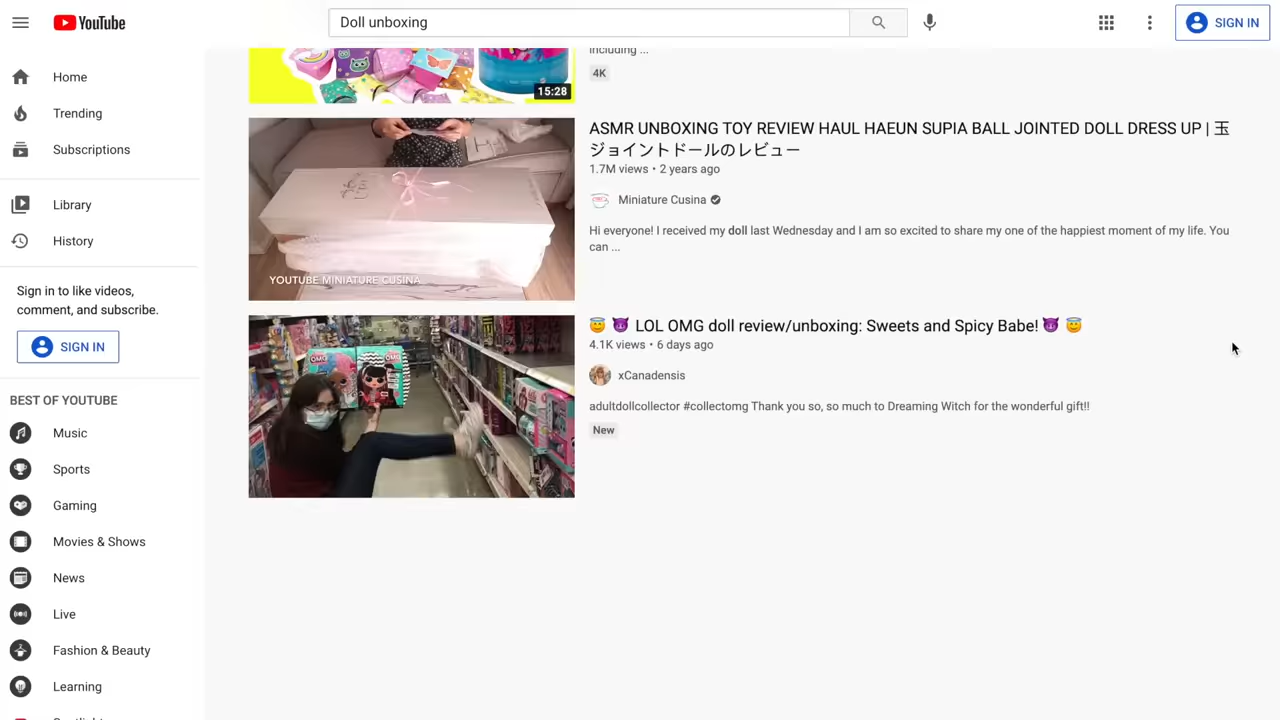 YouTube
Doll unboxing
SIGN IN
Home
Trending
Subscriptions
Library
History
Sign in to like videos,
comment, and subscribe.
SIGN IN
BEST OF YOUTUBE
Music
Sports
Gaming
Movies & Shows
News
Live
Fashion & Beauty
Learning
Spotlight
including ...
4K
15:28
ASMR UNBOXING TOY REVIEW HAUL HAEUN SUPIA BALL JOINTED DOLL DRESS UP | 玉
ジョイントドールのレビュー
1.7M views • 2 years ago
Miniature Cusina
Hi everyone! I received my doll last Wednesday and I am so excited to share my one of the happiest moment of my life. You
can ...
YOUTUBE MINIATURE CUSINA
😇 😈 LOL OMG doll review/unboxing: Sweets and Spicy Babe! 😈 😇
4.1K views • 6 days ago
xCanadensis
adultdollcollector #collectomg Thank you so, so much to Dreaming Witch for the wonderful gift!!
New
OMG
OMG